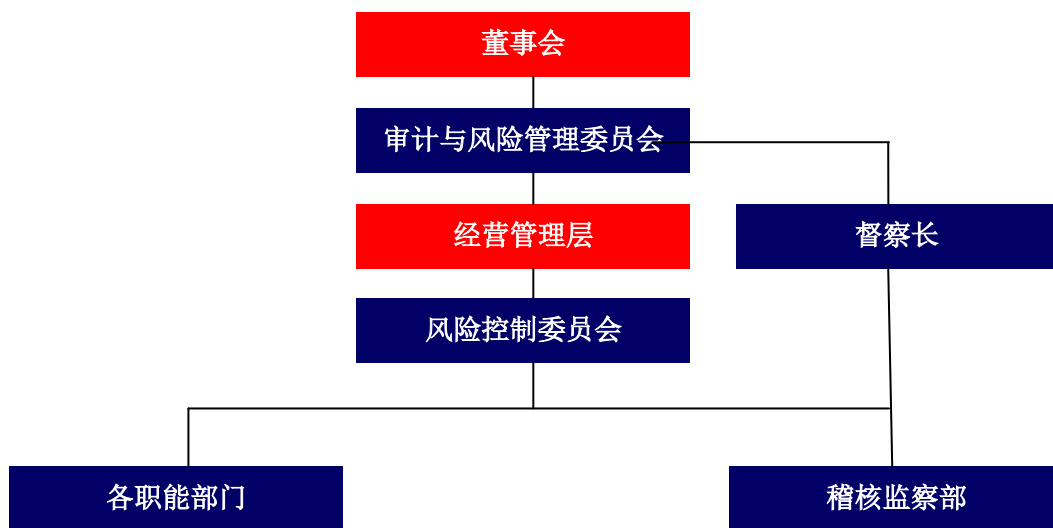 董事会
审计与风险管理委员会
经营管理层
督察长
风险控制委员会
各职能部门
稽核监察部